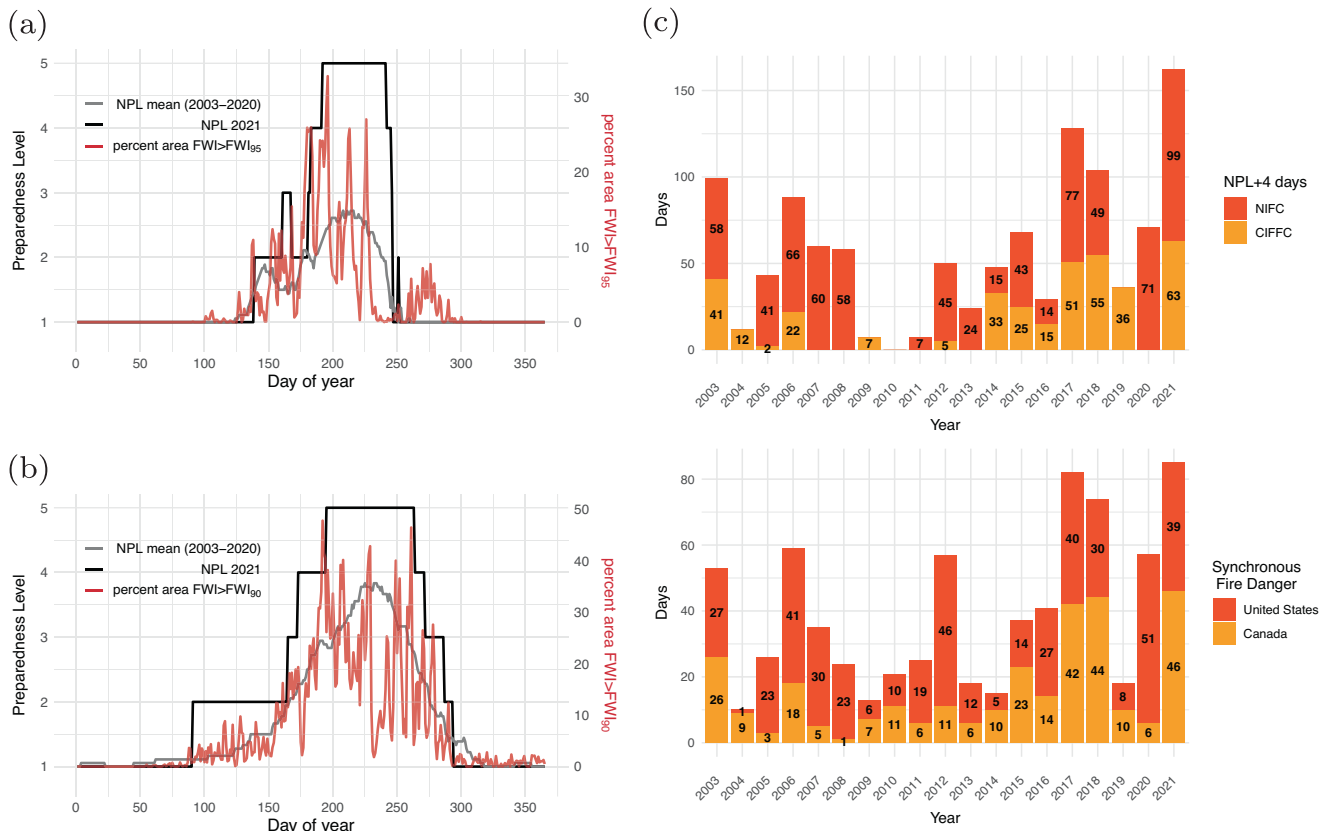 (a)
5
4
3
2
1
Preparedness Level
NPL mean (2003−2020)
NPL 2021
percent area FWI>FWI₉₅
30
20
10
0
percent area FWI>FWI₉₅
0 50 100 150 200 250 300 350
Day of year
(b)
5
4
3
2
1
Preparedness Level
NPL mean (2003−2020)
NPL 2021
percent area FWI>FWI₉₀
50
40
30
20
10
0
percent area FWI>FWI₉₀
0 50 100 150 200 250 300 350
Day of year
(c)
150
100
50
0
Days
58 41 66 60 58 45 15 43 14 77 49 71 99
41 12 2 22 7 7 5 24 33 25 15 51 55 36 63
2003 2004 2005 2006 2007 2008 2009 2010 2011 2012 2013 2014 2015 2016 2017 2018 2019 2020 2021
Year
NPL+4 days
NIFC
CIFFC
80
60
40
20
0
Days
27 1 23 41 30 23 6 10 19 46 12 5 14 27 40 30 8 51 39
26 9 3 18 5 1 7 11 6 11 6 10 23 14 42 44 10 6 46
2003 2004 2005 2006 2007 2008 2009 2010 2011 2012 2013 2014 2015 2016 2017 2018 2019 2020 2021
Year
Synchronous
Fire Danger
United States
Canada